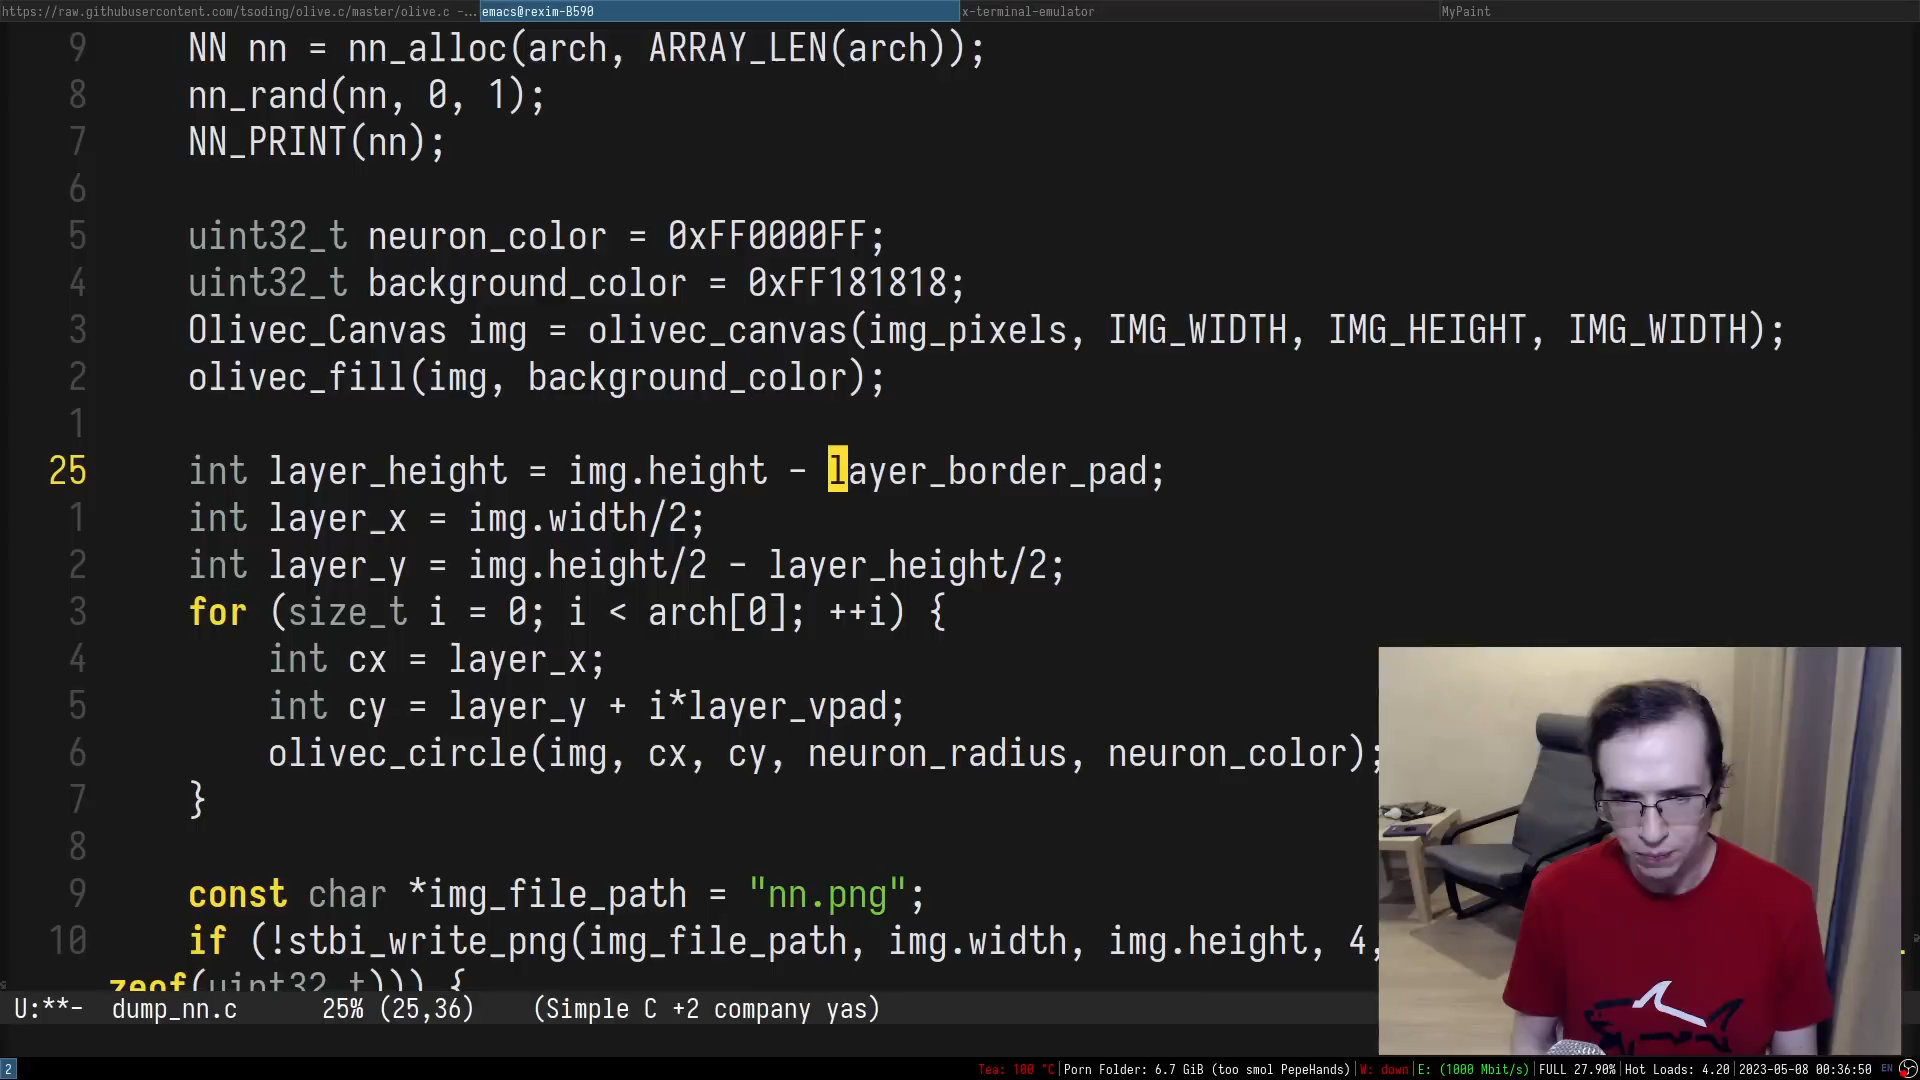 https://raw.githubusercontent.com/tsoding/olive.c/master/olive.c -... emacs@rexim-B590 x-terminal-emulator MyPaint
9 NN nn = nn_alloc(arch, ARRAY_LEN(arch));
8 nn_rand(nn, 0, 1);
7 NN_PRINT(nn);
6
5 uint32_t neuron_color = 0xFF0000FF;
4 uint32_t background_color = 0xFF181818;
3 Olivec_Canvas img = olivec_canvas(img_pixels, IMG_WIDTH, IMG_HEIGHT, IMG_WIDTH);
2 olivec_fill(img, background_color);
1
25 int layer_height = img.height - layer_border_pad;
1 int layer_x = img.width/2;
2 int layer_y = img.height/2 - layer_height/2;
3 for (size_t i = 0; i < arch[0]; ++i) {
4 int cx = layer_x;
5 int cy = layer_y + i*layer_vpad;
6 olivec_circle(img, cx, cy, neuron_radius, neuron_color);
7 }
8
9 const char *img_file_path = "nn.png";
10 if (!stbi_write_png(img_file_path, img.width, img.height, 4,
zeof(uint32_t))) {
U:**- dump_nn.c 25% (25,36) (Simple C +2 company yas)
2 Tea: 100 °C|Porn Folder: 6.7 GiB (too smol PepeHands)|W: down|E: (1000 Mbit/s)|FULL 27.90%|Hot Loads: 4.20|2023-05-08 00:36:50 EN